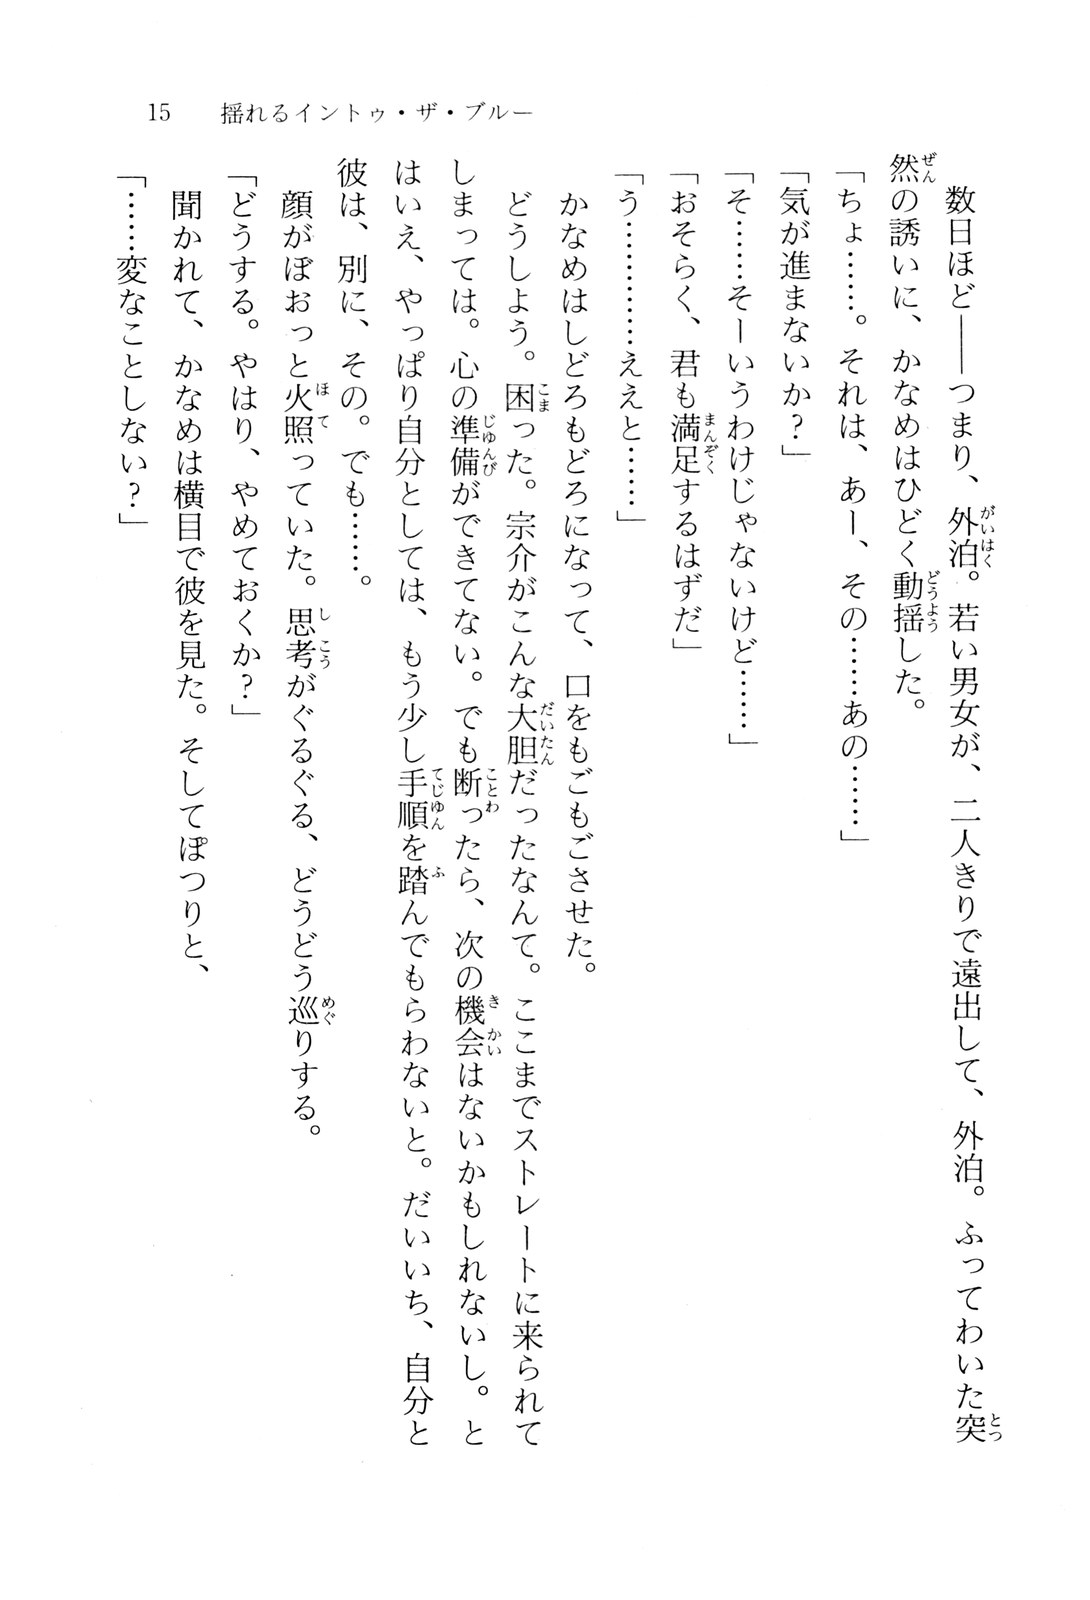 15　揺れるイントゥ・ザ・ブルー
数日ほど――つまり、外泊。若い男女が、二人きりで遠出して、外泊。ふってわいた突
然の誘いに、かなめはひどく動揺した。
「ちょ……。それは、あー、その……あの……」
「気が進まないか？」
「そ……そーいうわけじゃないけど……」
「おそらく、君も満足するはずだ」
「う…………ええと……」
かなめはしどろもどろになって、口をもごもごさせた。
どうしよう。困った。宗介がこんな大胆だったなんて。ここまでストレートに来られて
しまっては。心の準備ができてない。でも断ったら、次の機会はないかもしれないし。と
はいえ、やっぱり自分としては、もう少し手順を踏んでもらわないと。だいいち、自分と
彼は、別に、その。でも……。
顔がぼおっと火照っていた。思考がぐるぐる、どうどう巡りする。
「どうする。やはり、やめておくか？」
聞かれて、かなめは横目で彼を見た。そしてぽつりと、
「……変なことしない？」